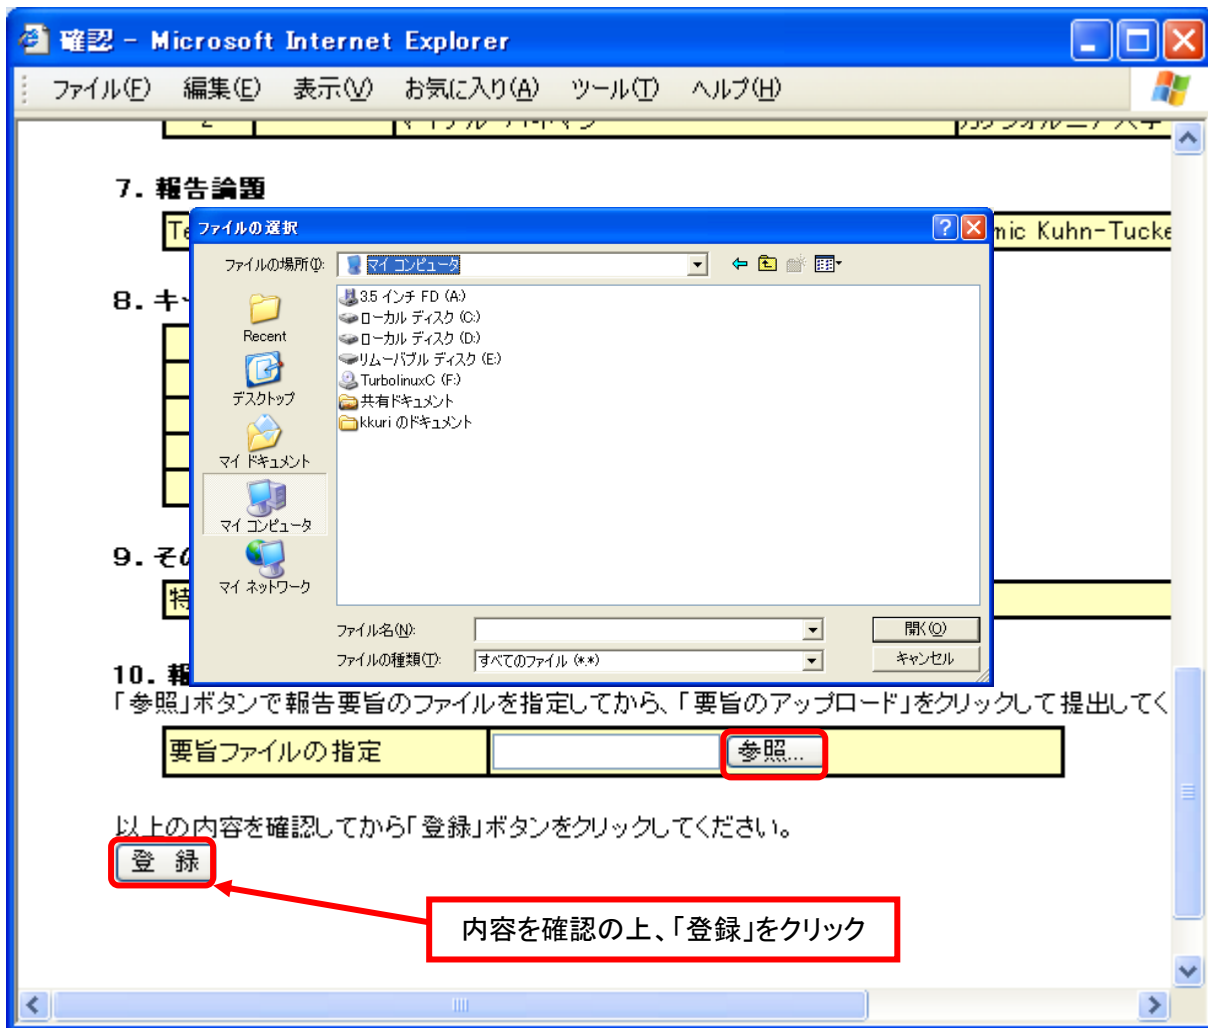 確認 - Microsoft Internet Explorer
ファイル(F) 編集(E) 表示(V) お気に入り(A) ツール(T) ヘルプ(H)
7. 報告論題
Te
mic Kuhn-Tucke
ファイルの選択
ファイルの場所(I): マイ コンピュータ
Recent
デスクトップ
マイ ドキュメント
マイ コンピュータ
マイ ネットワーク
3.5 インチ FD (A:)
ローカル ディスク (C:)
ローカル ディスク (D:)
リムーバブル ディスク (E:)
TurbolinuxC (F:)
共有ドキュメント
kkuri のドキュメント
ファイル名(N): 開く(O)
ファイルの種類(T): すべてのファイル (*.*) キャンセル
8. キー
9. その
特
10. 報
「参照」ボタンで報告要旨のファイルを指定してから、「要旨のアップロード」をクリックして提出してく
要旨ファイルの指定 参照...
以上の内容を確認してから「登録」ボタンをクリックしてください。
登 録
内容を確認の上、「登録」をクリック